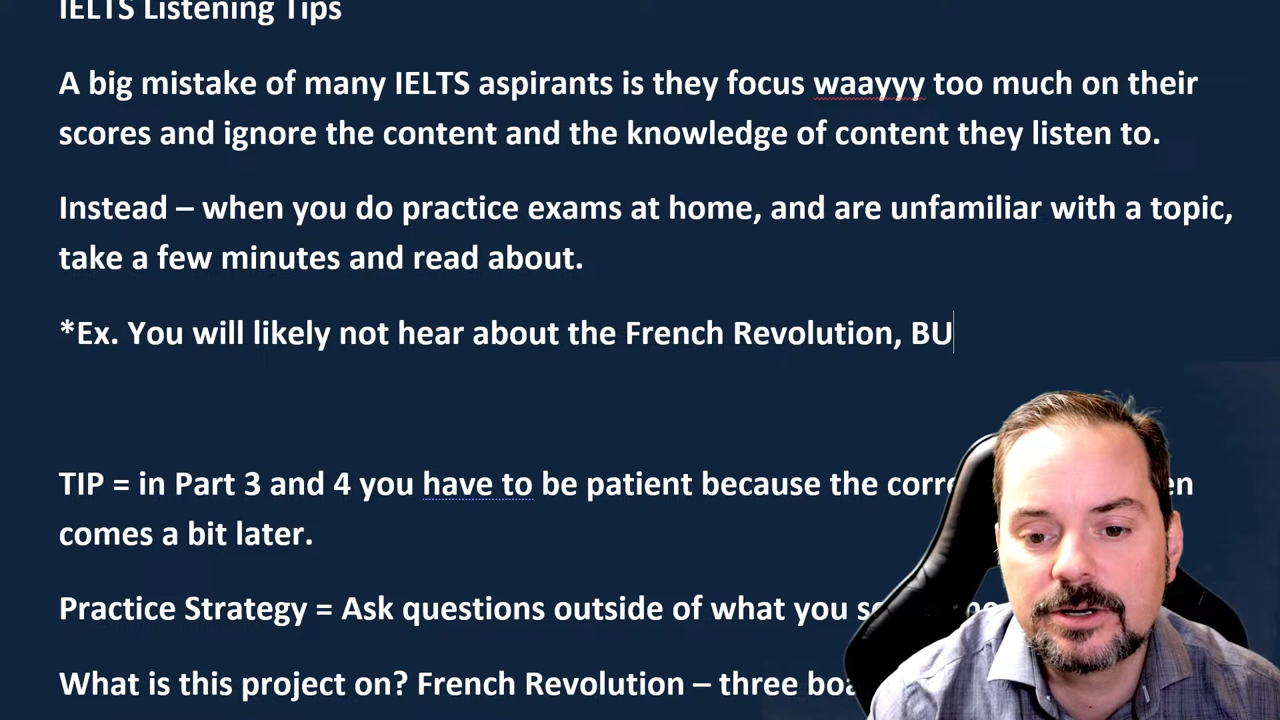 IELTS Listening Tips
A big mistake of many IELTS aspirants is they focus waayyy too much on their
scores and ignore the content and the knowledge of content they listen to.
Instead – when you do practice exams at home, and are unfamiliar with a topic,
take a few minutes and read about.
*Ex. You will likely not hear about the French Revolution, BU
TIP = in Part 3 and 4 you have to be patient because the
comes a bit later.
Practice Strategy = Ask questions outside of what you
What is this project on? French Revolution – three